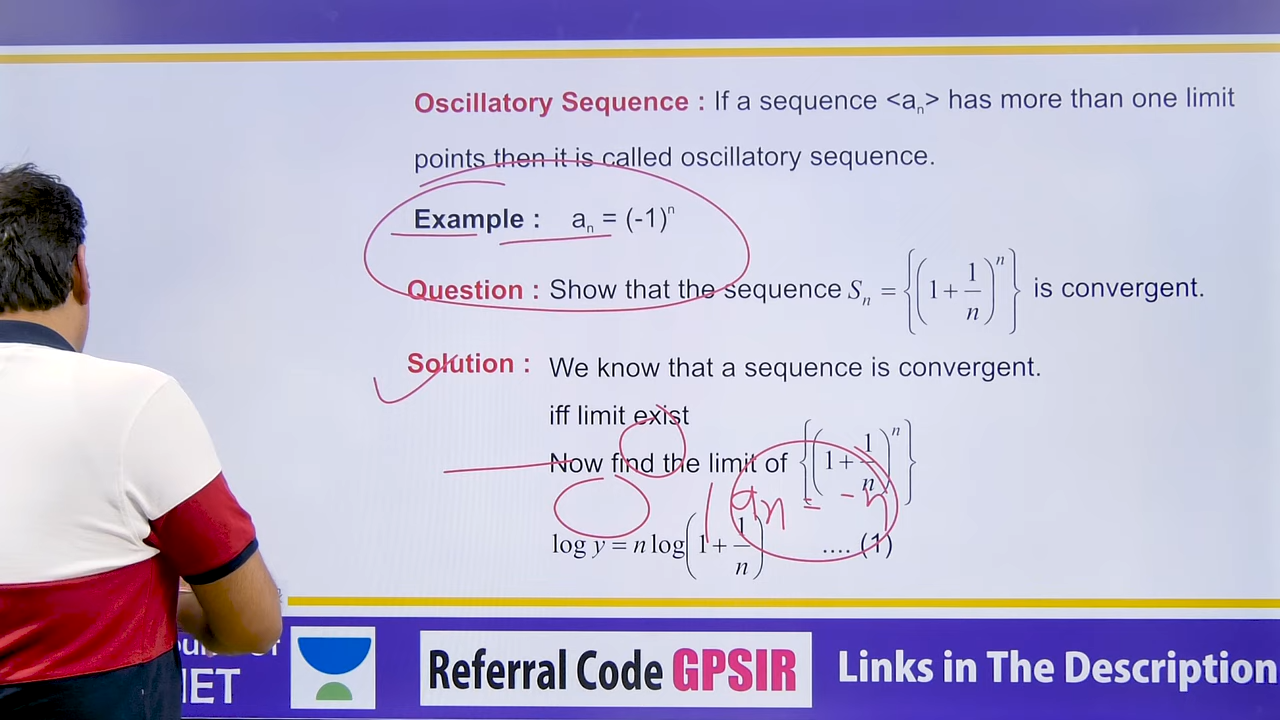 Oscillatory Sequence : If a sequence <aₙ> has more than one limit
points then it is called oscillatory sequence.
Example : aₙ = (-1)ⁿ
Question : Show that the sequence Sₙ = {(1 + 1/n)ⁿ} is convergent.
Solution : We know that a sequence is convergent.
iff limit exist
Now find the limit of {(1 + 1/n)ⁿ}
aₙ = -n
log y = n log(1 + 1/n) .... (1)
IET
Referral Code GPSIR
Links in The Description